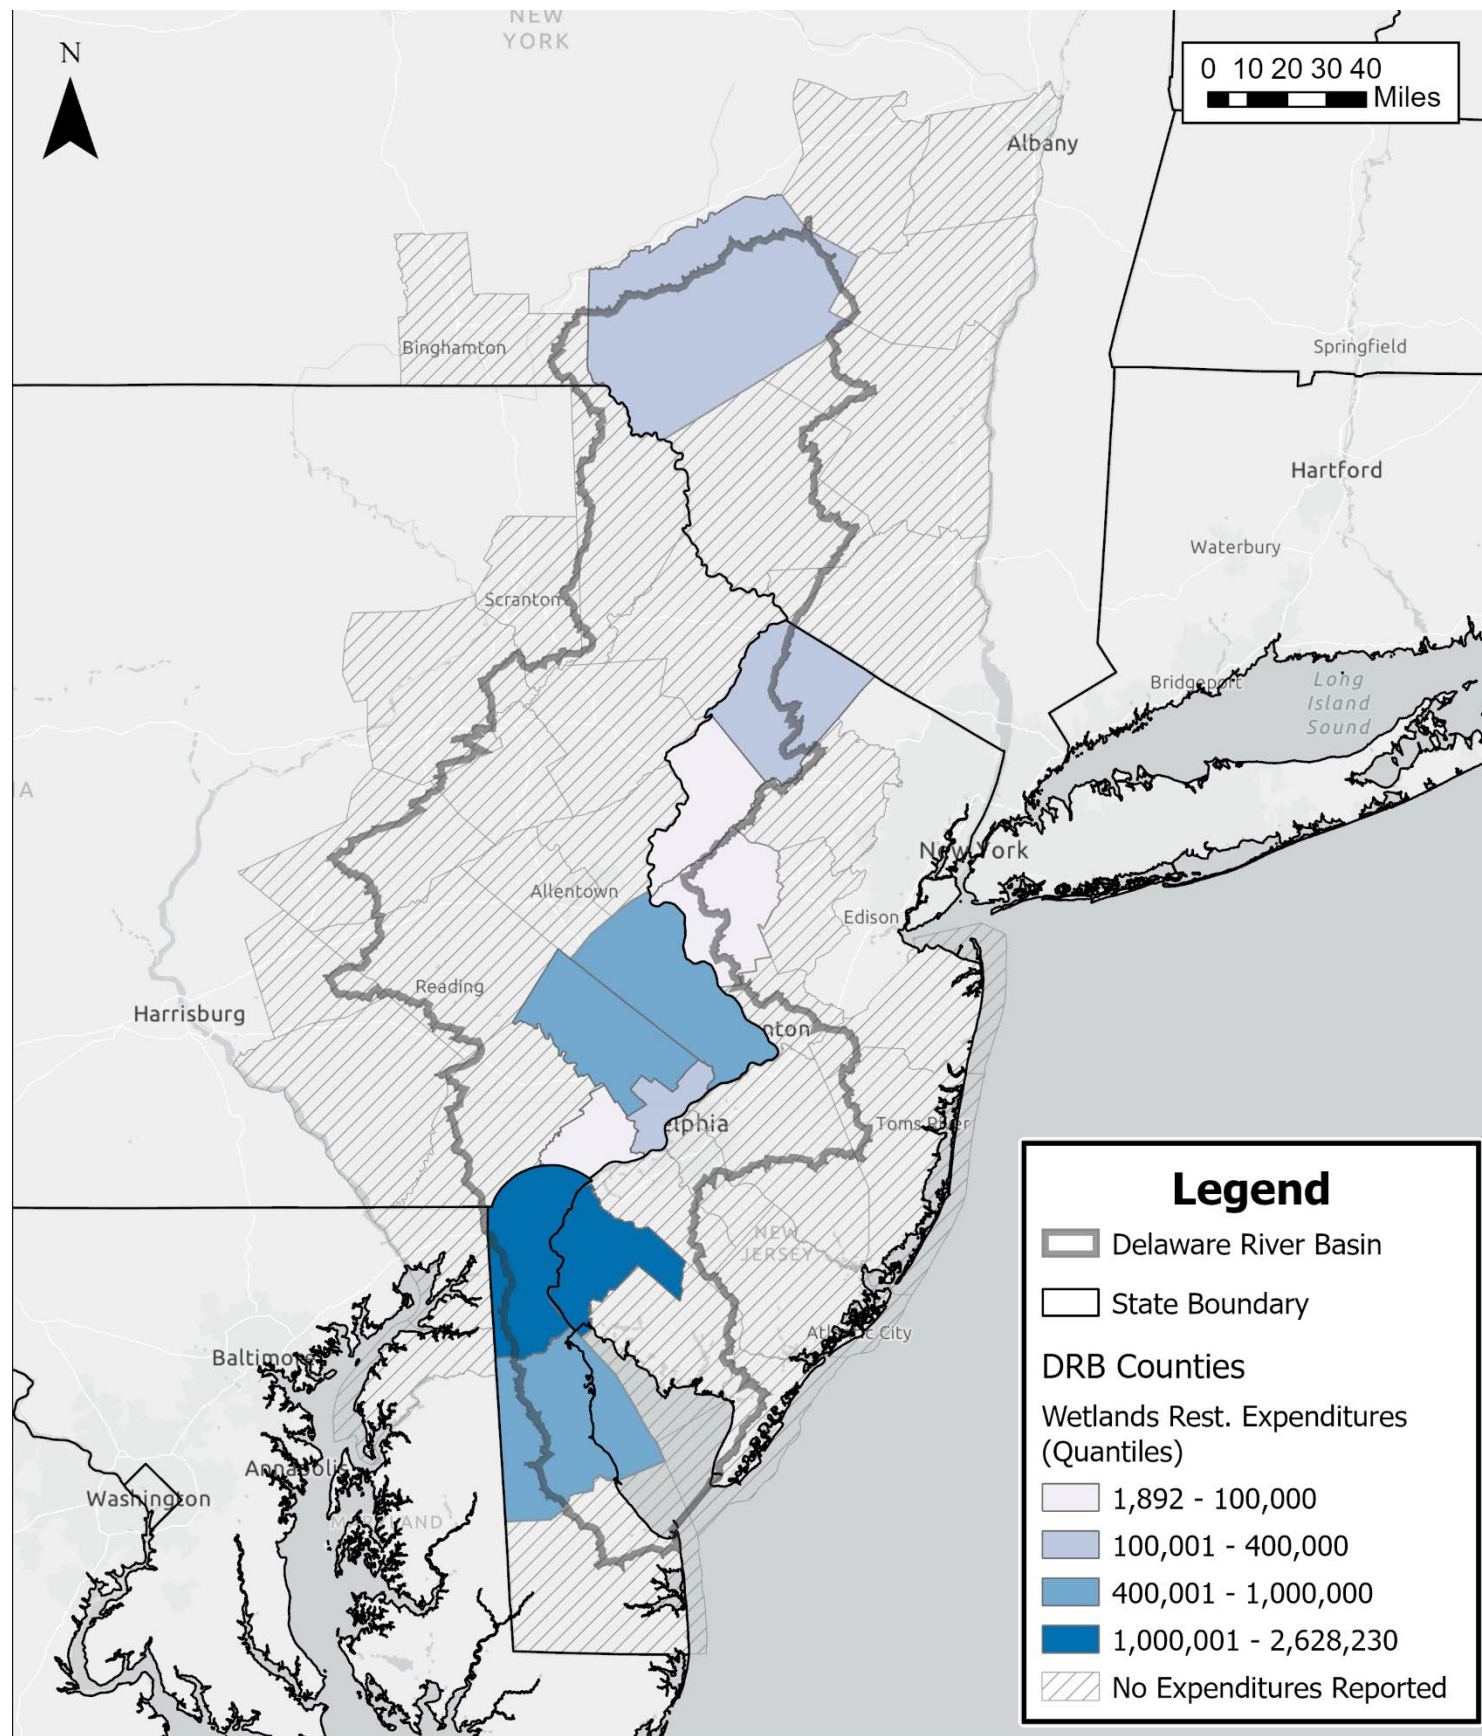 NEW
YORK
N
0 10 20 30 40
Miles
Albany
Binghamton
Springfield
Hartford
Waterbury
Scranton
Bridgeport
Long
Island
Sound
IA
New York
Allentown
Edison
Reading
Harrisburg
nton
elphia
Toms River
NEW
JERSEY
Atlantic City
Baltimore
Annapolis
Washington
MARYLAND
Legend
Delaware River Basin
State Boundary
DRB Counties
Wetlands Rest. Expenditures
(Quantiles)
1,892 - 100,000
100,001 - 400,000
400,001 - 1,000,000
1,000,001 - 2,628,230
No Expenditures Reported